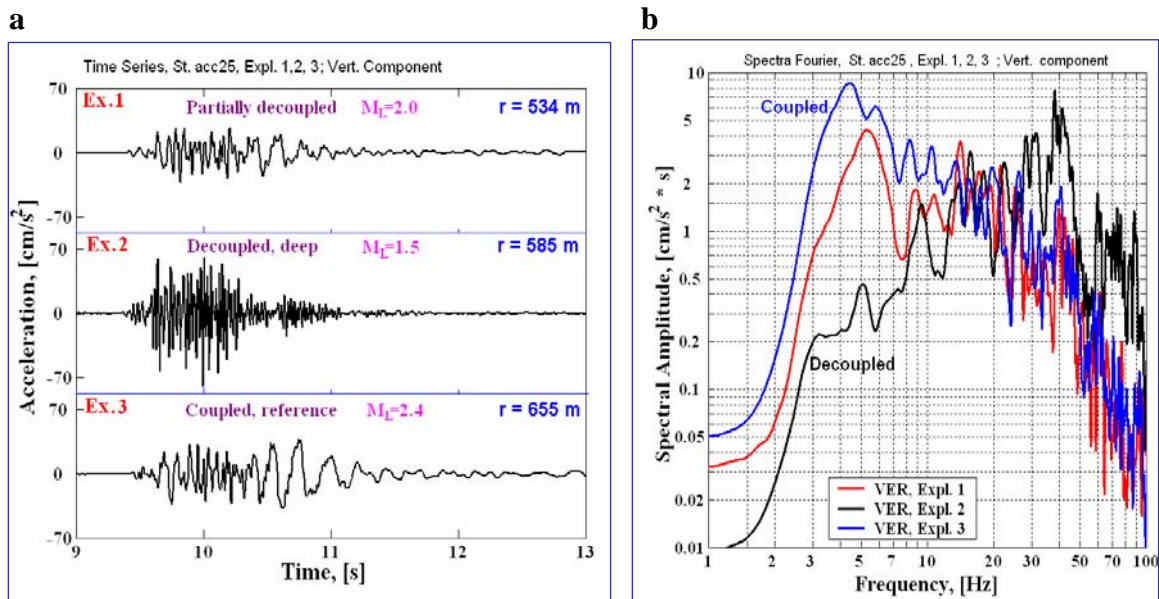 a
Time Series, St. acc25, Expl. 1,2, 3; Vert. Component
70
Ex.1
Partially decoupled
M_L=2.0
r = 534 m
0
-70
Ex.2
Decoupled, deep
M_L=1.5
r = 585 m
70
0
-70
Ex.3
Coupled, reference
M_L=2.4
r = 655 m
70
0
-70
Acceleration, [cm/s²]
9 10 11 12 13
Time, [s]
b
Spectra Fourier, St. acc25 , Expl. 1, 2, 3 ; Vert. component
10
5
2
1
0.5
0.2
0.1
0.05
0.02
0.01
Spectral Amplitude, [cm/s² * s]
Coupled
Decoupled
VER, Expl. 1
VER, Expl. 2
VER, Expl. 3
1 2 3 5 7 10 20 30 50 70 100
Frequency, [Hz]